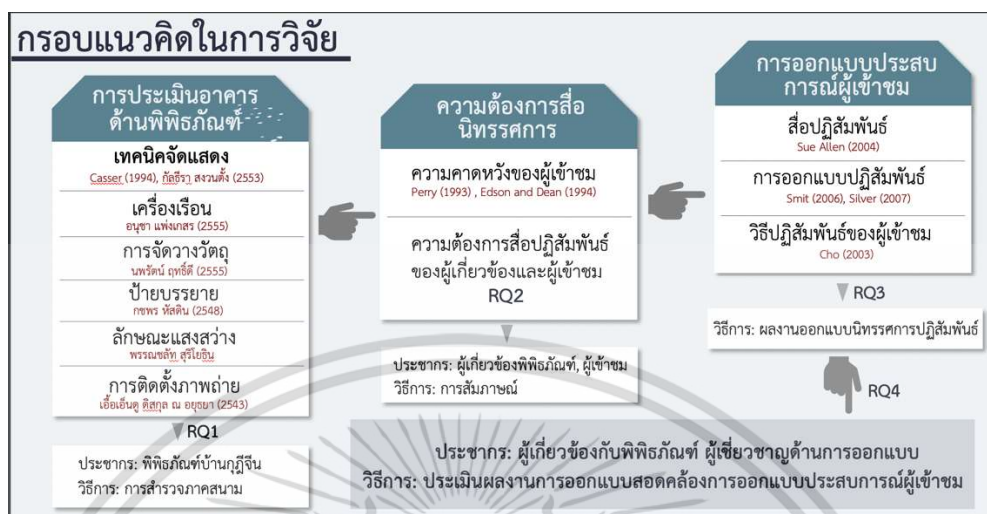 กรอบแนวคิดในการวิจัย
การประเมินอาคาร
ด้านพิพิธภัณฑ์
เทคนิคจัดแสดง
Casser (1994), กัลธีรา สงวนตั้ง (2553)
เครื่องเรือน
อนุชา แพ่งเกสร (2555)
การจัดวางวัตถุ
นพรัตน์ ฤทธิ์ดี (2555)
ป้ายบรรยาย
กชพร หัสดิน (2548)
ลักษณะแสงสว่าง
พรรณชลัท สุริโยธิน
การติดตั้งภาพถ่าย
เอื้อเอ็นดู ดิสกุล ณ อยุธยา (2543)
RQ1
ประชากร: พิพิธภัณฑ์บ้านกุฎีจีน
วิธีการ: การสำรวจภาคสนาม
ความต้องการสื่อ
นิทรรศการ
ความคาดหวังของผู้เข้าชม
Perry (1993) , Edson and Dean (1994)
ความต้องการสื่อปฏิสัมพันธ์
ของผู้เกี่ยวข้องและผู้เข้าชม
RQ2
ประชากร: ผู้เกี่ยวข้องพิพิธภัณฑ์, ผู้เข้าชม
วิธีการ: การสัมภาษณ์
การออกแบบประสบ
การณ์ผู้เข้าชม
สื่อปฏิสัมพันธ์
Sue Allen (2004)
การออกแบบปฏิสัมพันธ์
Smit (2006), Silver (2007)
วิธีปฏิสัมพันธ์ของผู้เข้าชม
Cho (2003)
RQ3
วิธีการ: ผลงานออกแบบนิทรรศการปฏิสัมพันธ์
RQ4
ประชากร: ผู้เกี่ยวข้องกับพิพิธภัณฑ์ ผู้เชี่ยวชาญด้านการออกแบบ
วิธีการ: ประเมินผลงานการออกแบบสอดคล้องการออกแบบประสบการณ์ผู้เข้าชม